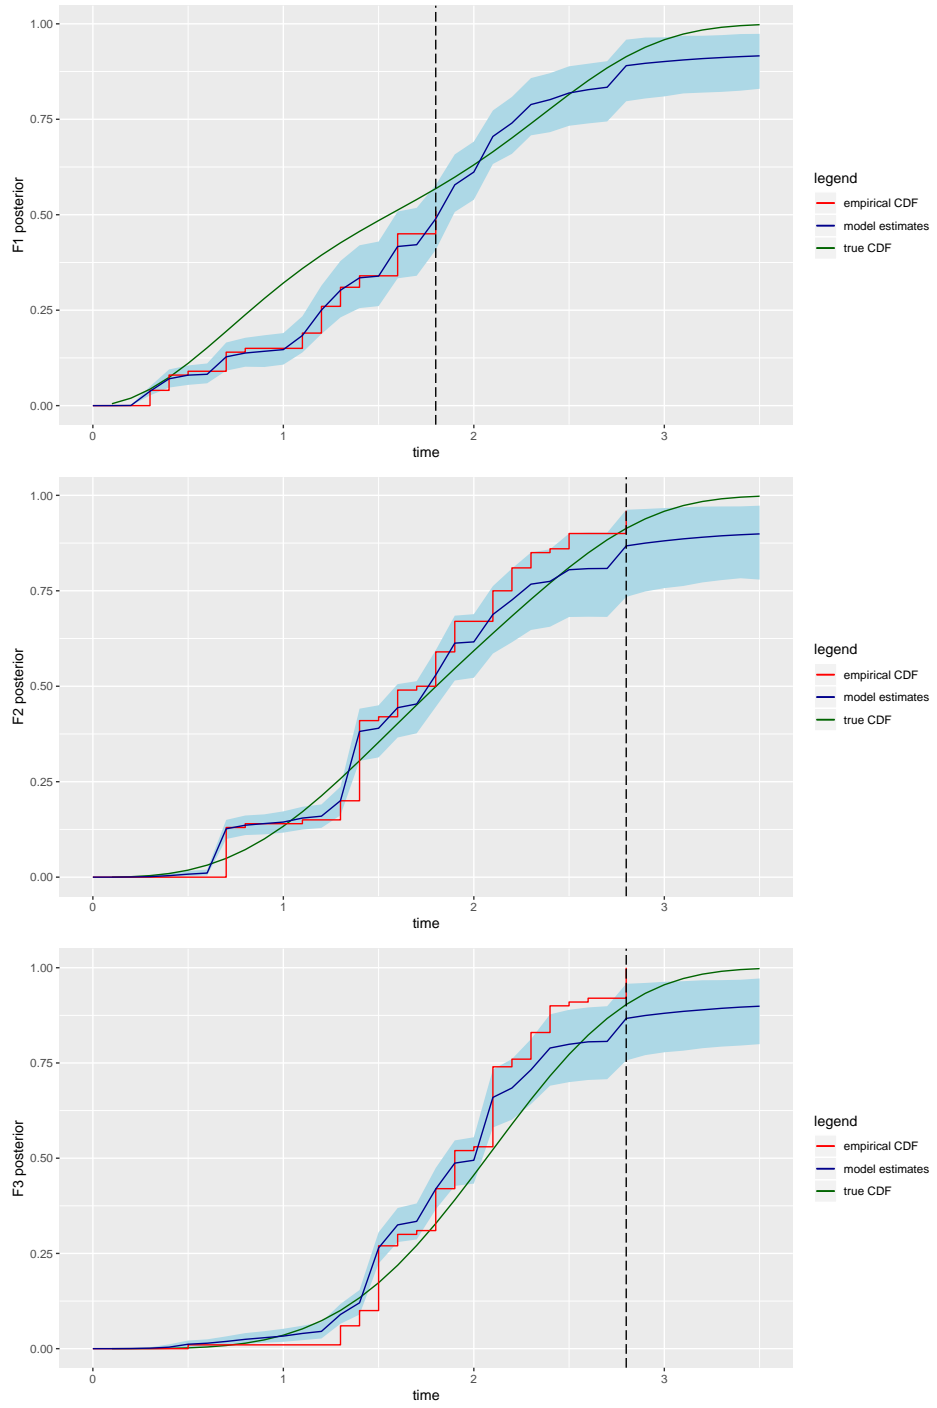 1.00
0.75
0.50
0.25
0.00
F1 posterior
0 1 2 3
time
legend
empirical CDF
model estimates
true CDF
1.00
0.75
0.50
0.25
0.00
F2 posterior
0 1 2 3
time
legend
empirical CDF
model estimates
true CDF
1.00
0.75
0.50
0.25
0.00
F3 posterior
0 1 2 3
time
legend
empirical CDF
model estimates
true CDF